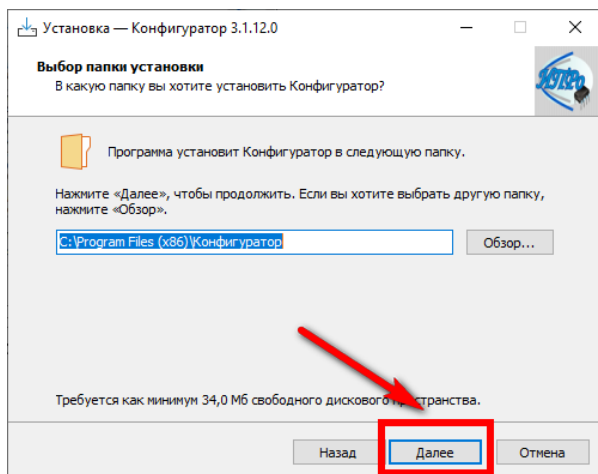 Установка — Конфигуратор 3.1.12.0
Выбор папки установки
В какую папку вы хотите установить Конфигуратор?
Программа установит Конфигуратор в следующую папку.
Нажмите «Далее», чтобы продолжить. Если вы хотите выбрать другую папку,
нажмите «Обзор».
C:\Program Files (x86)\Конфигуратор
Обзор...
Требуется как минимум 34,0 Мб свободного дискового пространства.
Назад
Далее
Отмена